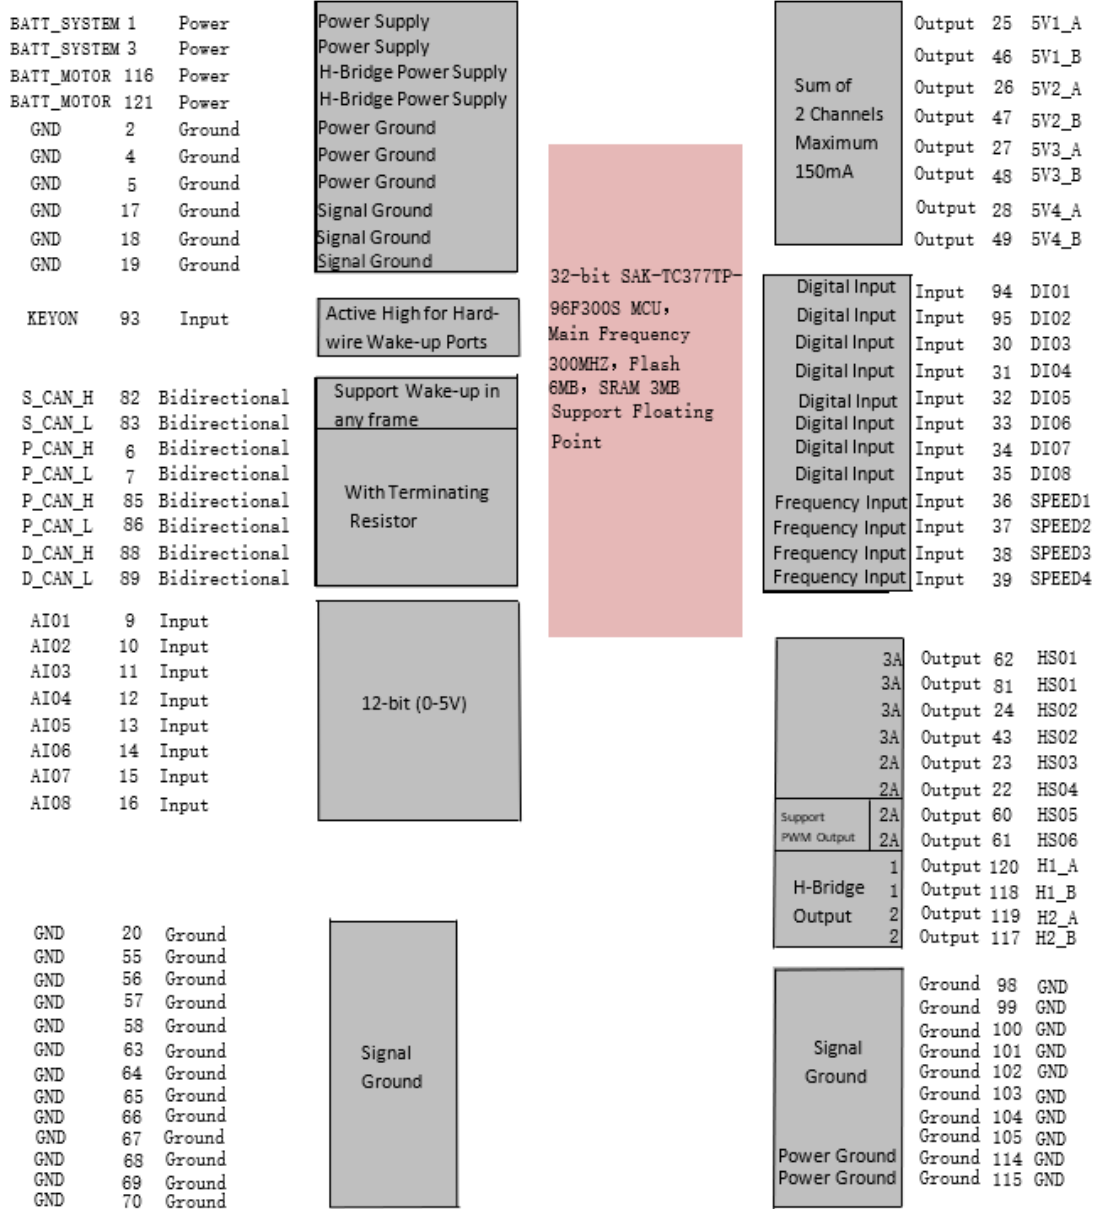 BATT_SYSTEM 1 Power Power Supply
BATT_SYSTEM 3 Power Power Supply
BATT_MOTOR 116 Power H-Bridge Power Supply
BATT_MOTOR 121 Power H-Bridge Power Supply
GND 2 Ground Power Ground
GND 4 Ground Power Ground
GND 5 Ground Power Ground
GND 17 Ground Signal Ground
GND 18 Ground Signal Ground
GND 19 Ground Signal Ground
KEYON 93 Input
Active High for Hard-
wire Wake-up Ports
S_CAN_H 82 Bidirectional
S_CAN_L 83 Bidirectional
Support Wake-up in
any frame
P_CAN_H 6 Bidirectional
P_CAN_L 7 Bidirectional
P_CAN_H 85 Bidirectional
P_CAN_L 86 Bidirectional
D_CAN_H 88 Bidirectional
D_CAN_L 89 Bidirectional
With Terminating
Resistor
AI01 9 Input
AI02 10 Input
AI03 11 Input
AI04 12 Input
AI05 13 Input
AI06 14 Input
AI07 15 Input
AI08 16 Input
12-bit (0-5V)
GND 20 Ground
GND 55 Ground
GND 56 Ground
GND 57 Ground
GND 58 Ground
GND 63 Ground
GND 64 Ground
GND 65 Ground
GND 66 Ground
GND 67 Ground
GND 68 Ground
GND 69 Ground
GND 70 Ground
Signal
Ground
32-bit SAK-TC377TP-
96F300S MCU,
Main Frequency
300MHZ, Flash
6MB, SRAM 3MB
Support Floating
Point
Sum of
2 Channels
Maximum
150mA
Output 25 5V1_A
Output 46 5V1_B
Output 26 5V2_A
Output 47 5V2_B
Output 27 5V3_A
Output 48 5V3_B
Output 28 5V4_A
Output 49 5V4_B
Digital Input Input 94 DI01
Digital Input Input 95 DI02
Digital Input Input 30 DI03
Digital Input Input 31 DI04
Digital Input Input 32 DI05
Digital Input Input 33 DI06
Digital Input Input 34 DI07
Digital Input Input 35 DI08
Frequency Input Input 36 SPEED1
Frequency Input Input 37 SPEED2
Frequency Input Input 38 SPEED3
Frequency Input Input 39 SPEED4
3A Output 62 HS01
3A Output 81 HS01
3A Output 24 HS02
3A Output 43 HS02
2A Output 23 HS03
2A Output 22 HS04
Support
PWM Output
2A Output 60 HS05
2A Output 61 HS06
H-Bridge
Output
1 Output 120 H1_A
1 Output 118 H1_B
2 Output 119 H2_A
2 Output 117 H2_B
Signal
Ground
Ground 98 GND
Ground 99 GND
Ground 100 GND
Ground 101 GND
Ground 102 GND
Ground 103 GND
Ground 104 GND
Ground 105 GND
Power Ground Ground 114 GND
Power Ground Ground 115 GND